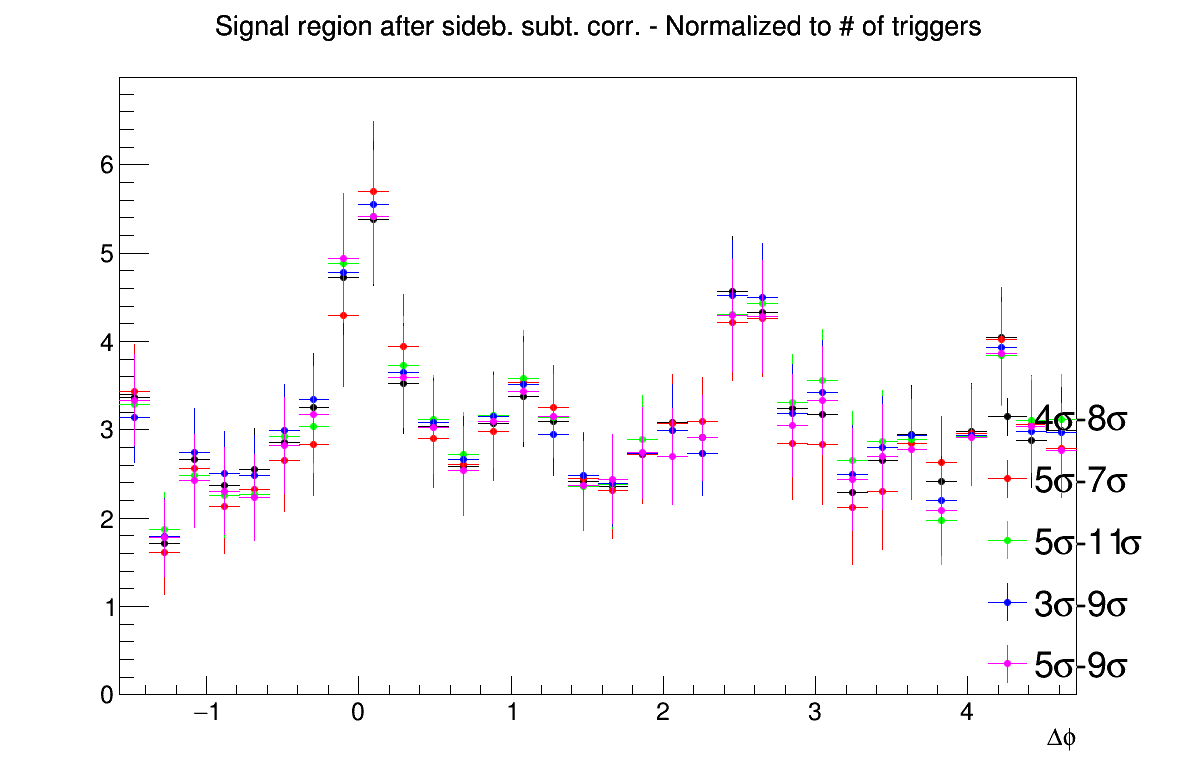 Signal region after sideb. subt. corr. - Normalized to # of triggers
6
5
4
3
2
1
0
−1
0
1
2
3
4
Δϕ
4σ-8σ
5σ-7σ
5σ-11σ
3σ-9σ
5σ-9σ